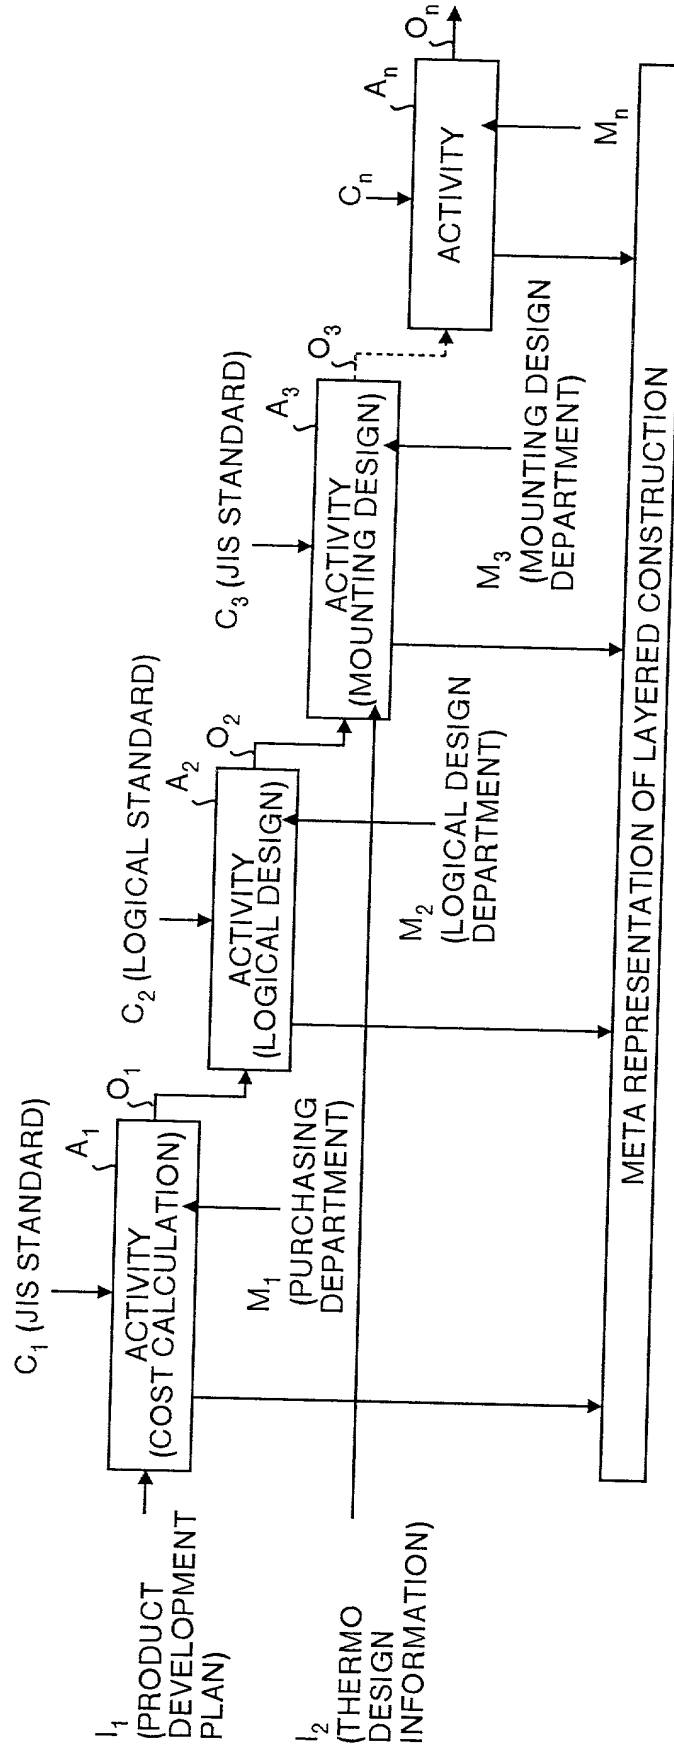 C1 (JIS STANDARD)
A1
ACTIVITY
(COST CALCULATION)
O1
I1
(PRODUCT
DEVELOPMENT
PLAN)
M1
(PURCHASING
DEPARTMENT)
C2 (LOGICAL STANDARD)
A2
ACTIVITY
(LOGICAL DESIGN)
O2
I2
(THERMO
DESIGN
INFORMATION)
M2
(LOGICAL DESIGN
DEPARTMENT)
C3 (JIS STANDARD)
A3
ACTIVITY
(MOUNTING DESIGN)
O3
M3
(MOUNTING DESIGN
DEPARTMENT)
Cn
An
ACTIVITY
On
Mn
META REPRESENTATION OF LAYERED CONSTRUCTION